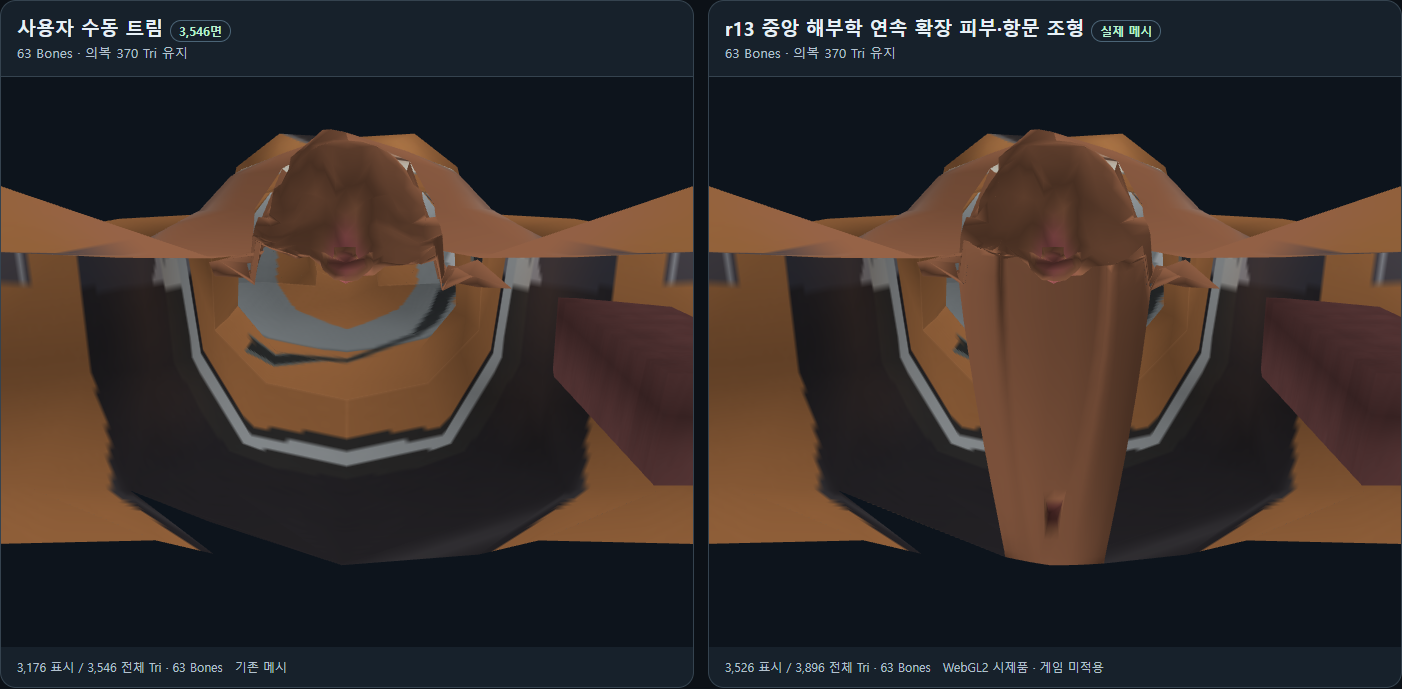 사용자 수동 트림 3,546면
63 Bones · 의복 370 Tri 유지
3,176 표시 / 3,546 전체 Tri · 63 Bones 기존 메시
r13 중앙 해부학 연속 확장 피부·항문 조형 실제 메시
63 Bones · 의복 370 Tri 유지
3,526 표시 / 3,896 전체 Tri · 63 Bones WebGL2 시제품 · 게임 미적용